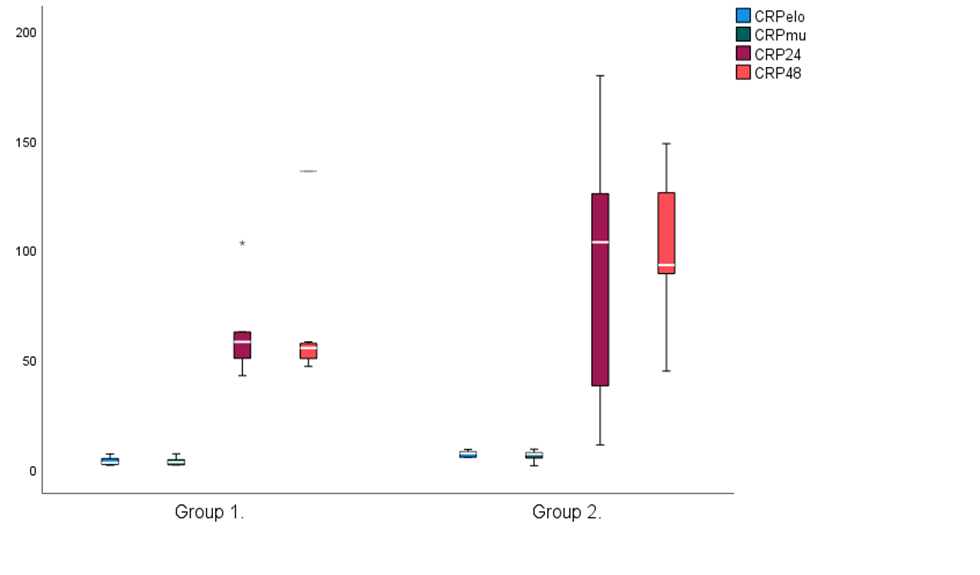 200
150
100
50
0
Group 1.
Group 2.
CRPelo
CRPmu
CRP24
CRP48